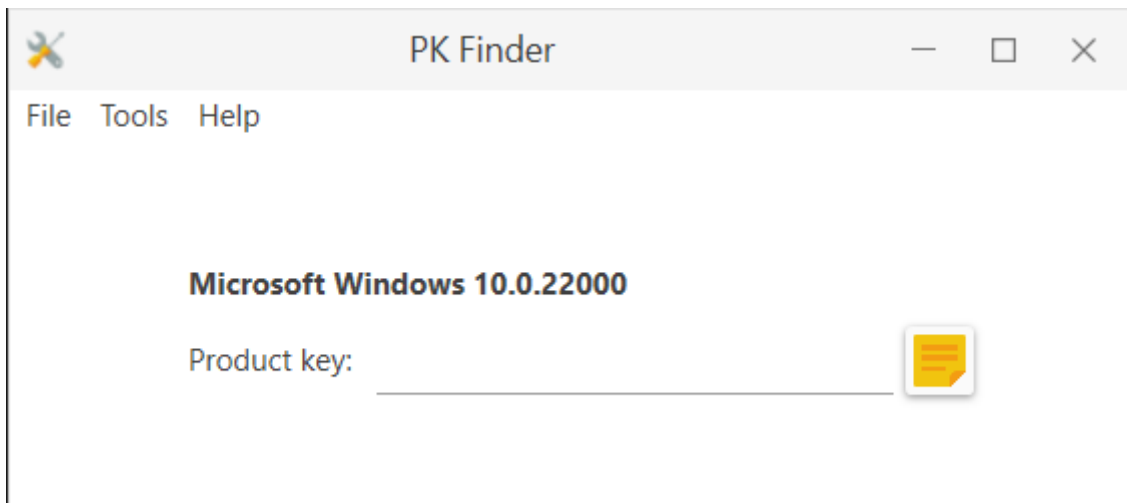 PK Finder
File Tools Help
Microsoft Windows 10.0.22000
Product key: